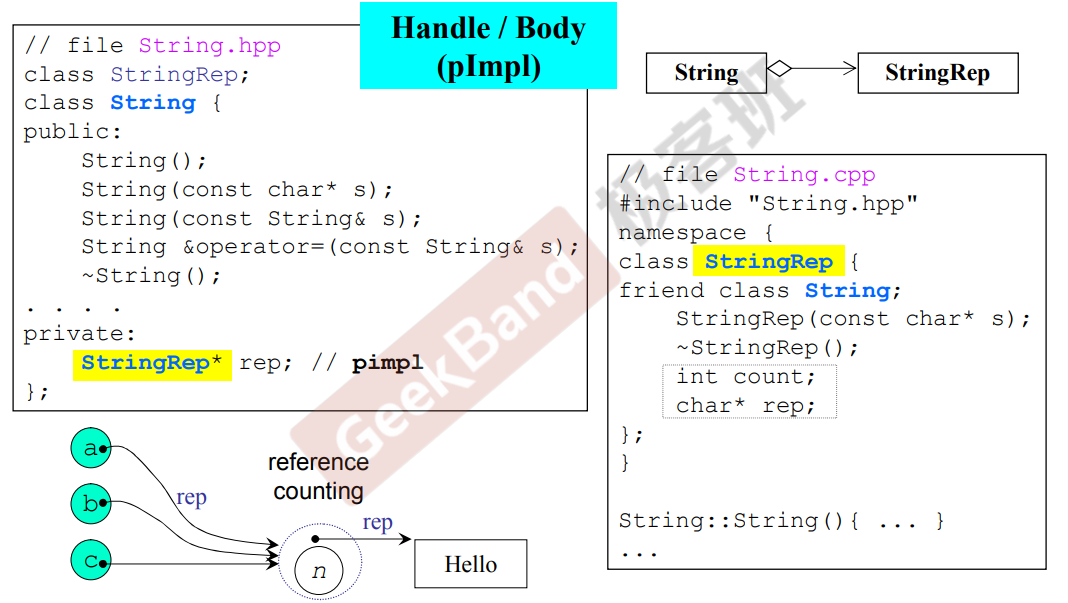 Handle / Body
(pImpl)
// file String.hpp
class StringRep;
class String {
public:
    String();
    String(const char* s);
    String(const String& s);
    String &operator=(const String& s);
    ~String();
. . . .
private:
    StringRep* rep; // pimpl
};
String
StringRep
// file String.cpp
#include "String.hpp"
namespace {
class StringRep {
friend class String;
    StringRep(const char* s);
    ~StringRep();
    int count;
    char* rep;
};
}
String::String(){ ... }
...
a
b
c
rep
reference
counting
rep
n
Hello
GeekBand 极客班